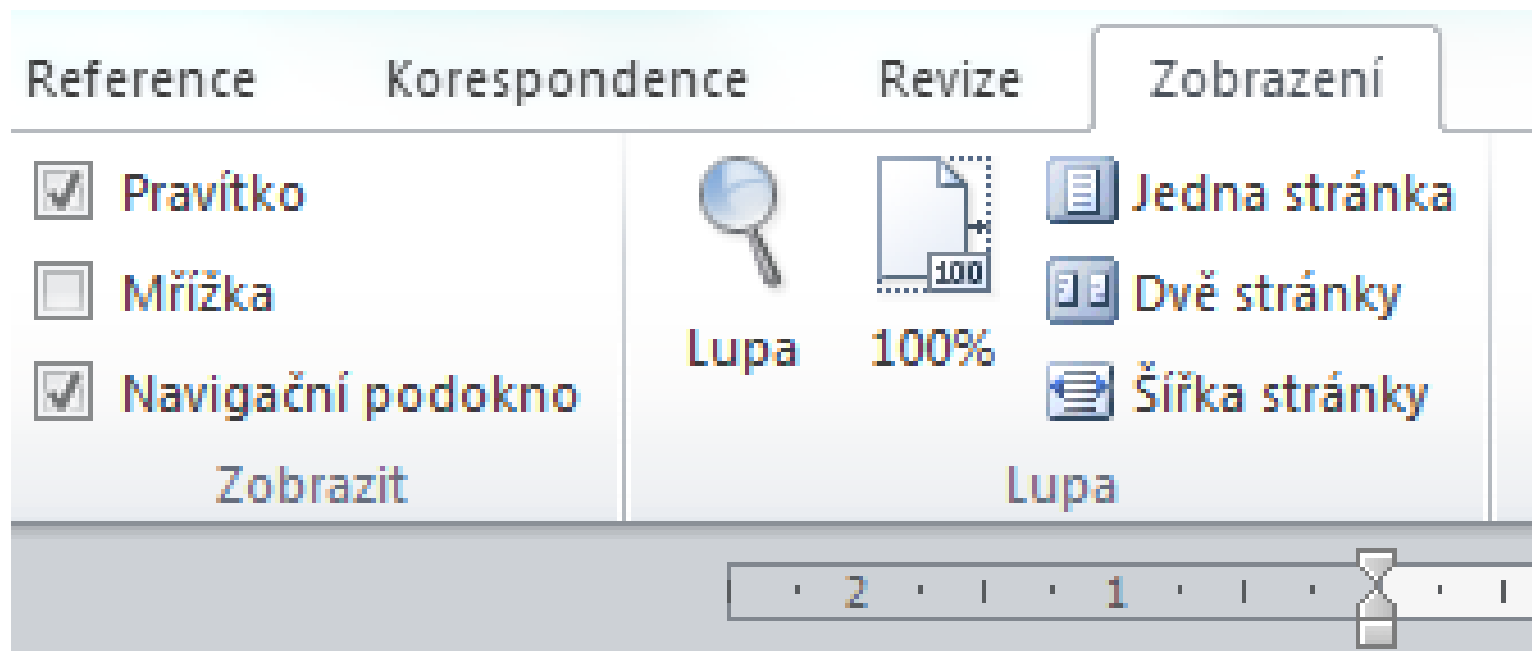 Reference Korespondence Revize Zobrazení
Pravítko
Mřížka
Navigační podokno
Zobrazit
Lupa
100
100%
Jedna stránka
Dvě stránky
Šířka stránky
Lupa
2 1